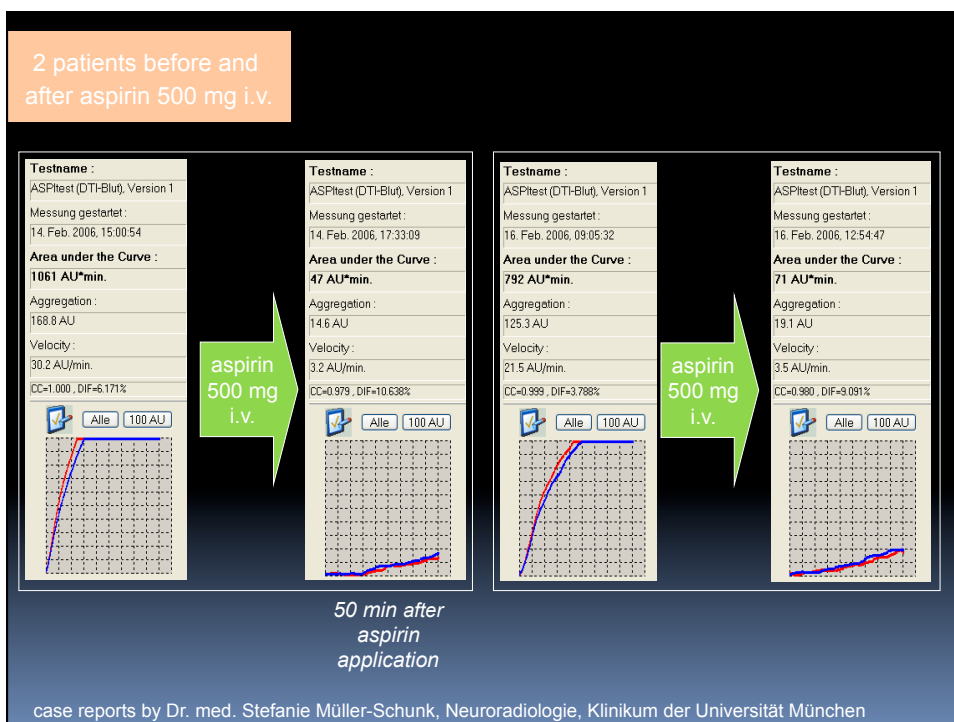 2 patients before and
after aspirin 500 mg i.v.
Testname :
ASPItest (DTI-Blut), Version 1
Messung gestartet :
14. Feb. 2006, 15:00:54
Area under the Curve :
1061 AU*min.
Aggregation :
168.8 AU
Velocity :
30.2 AU/min.
CC=1.000 , DIF=6.171%
Alle
100 AU
aspirin
500 mg
i.v.
Testname :
ASPItest (DTI-Blut), Version 1
Messung gestartet :
14. Feb. 2006, 17:33:09
Area under the Curve :
47 AU*min.
Aggregation :
14.6 AU
Velocity :
3.2 AU/min.
CC=0.979 , DIF=10.638%
Alle
100 AU
50 min after
aspirin
application
Testname :
ASPItest (DTI-Blut), Version 1
Messung gestartet :
16. Feb. 2006, 09:05:32
Area under the Curve :
792 AU*min.
Aggregation :
125.3 AU
Velocity :
21.5 AU/min.
CC=0.999 , DIF=3.788%
Alle
100 AU
aspirin
500 mg
i.v.
Testname :
ASPItest (DTI-Blut), Version 1
Messung gestartet :
16. Feb. 2006, 12:54:47
Area under the Curve :
71 AU*min.
Aggregation :
19.1 AU
Velocity :
3.5 AU/min.
CC=0.980 , DIF=9.091%
Alle
100 AU
case reports by Dr. med. Stefanie Müller-Schunk, Neuroradiologie, Klinikum der Universität München